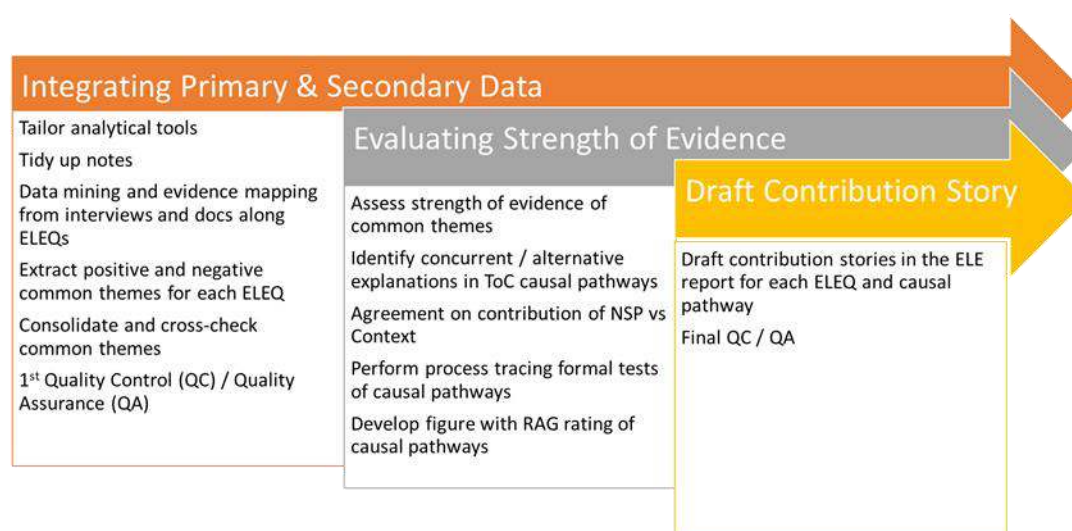 Integrating Primary & Secondary Data
Tailor analytical tools
Tidy up notes
Data mining and evidence mapping
from interviews and docs along
ELEQs
Extract positive and negative
common themes for each ELEQ
Consolidate and cross-check
common themes
1st Quality Control (QC) / Quality
Assurance (QA)
Evaluating Strength of Evidence
Assess strength of evidence of
common themes
Identify concurrent / alternative
explanations in ToC causal pathways
Agreement on contribution of NSP vs
Context
Perform process tracing formal tests
of causal pathways
Develop figure with RAG rating of
causal pathways
Draft Contribution Story
Draft contribution stories in the ELE
report for each ELEQ and causal
pathway
Final QC / QA